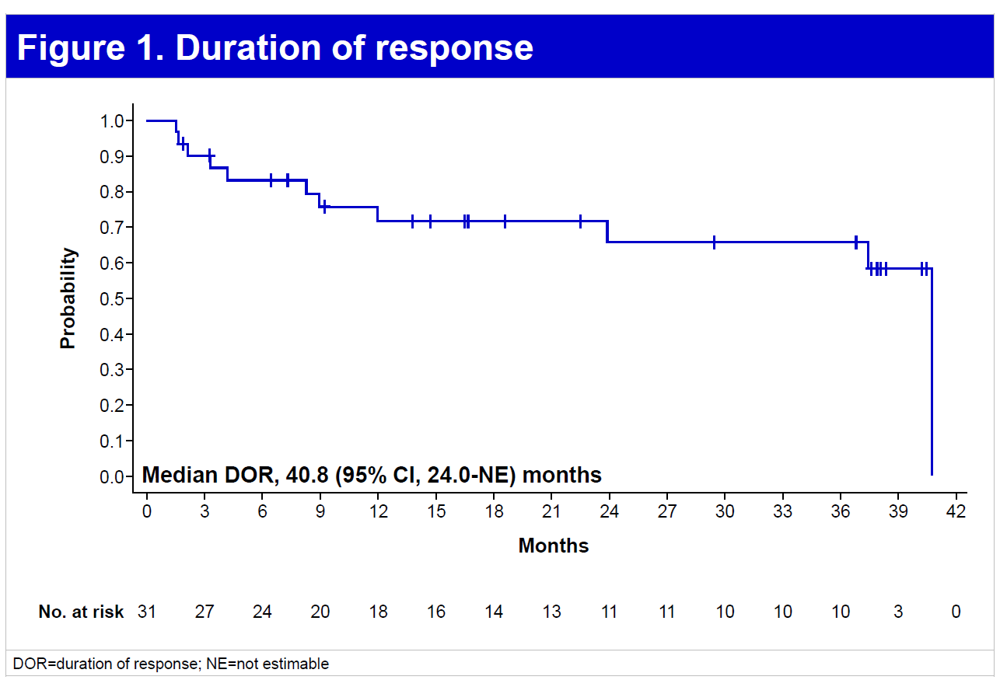 Figure 1. Duration of response
1.0
0.9
0.8
0.7
0.6
0.5
0.4
0.3
0.2
0.1
0.0
Probability
Median DOR, 40.8 (95% CI, 24.0-NE) months
0 3 6 9 12 15 18 21 24 27 30 33 36 39 42
Months
No. at risk 31 27 24 20 18 16 14 13 11 11 10 10 10 3 0
DOR=duration of response; NE=not estimable